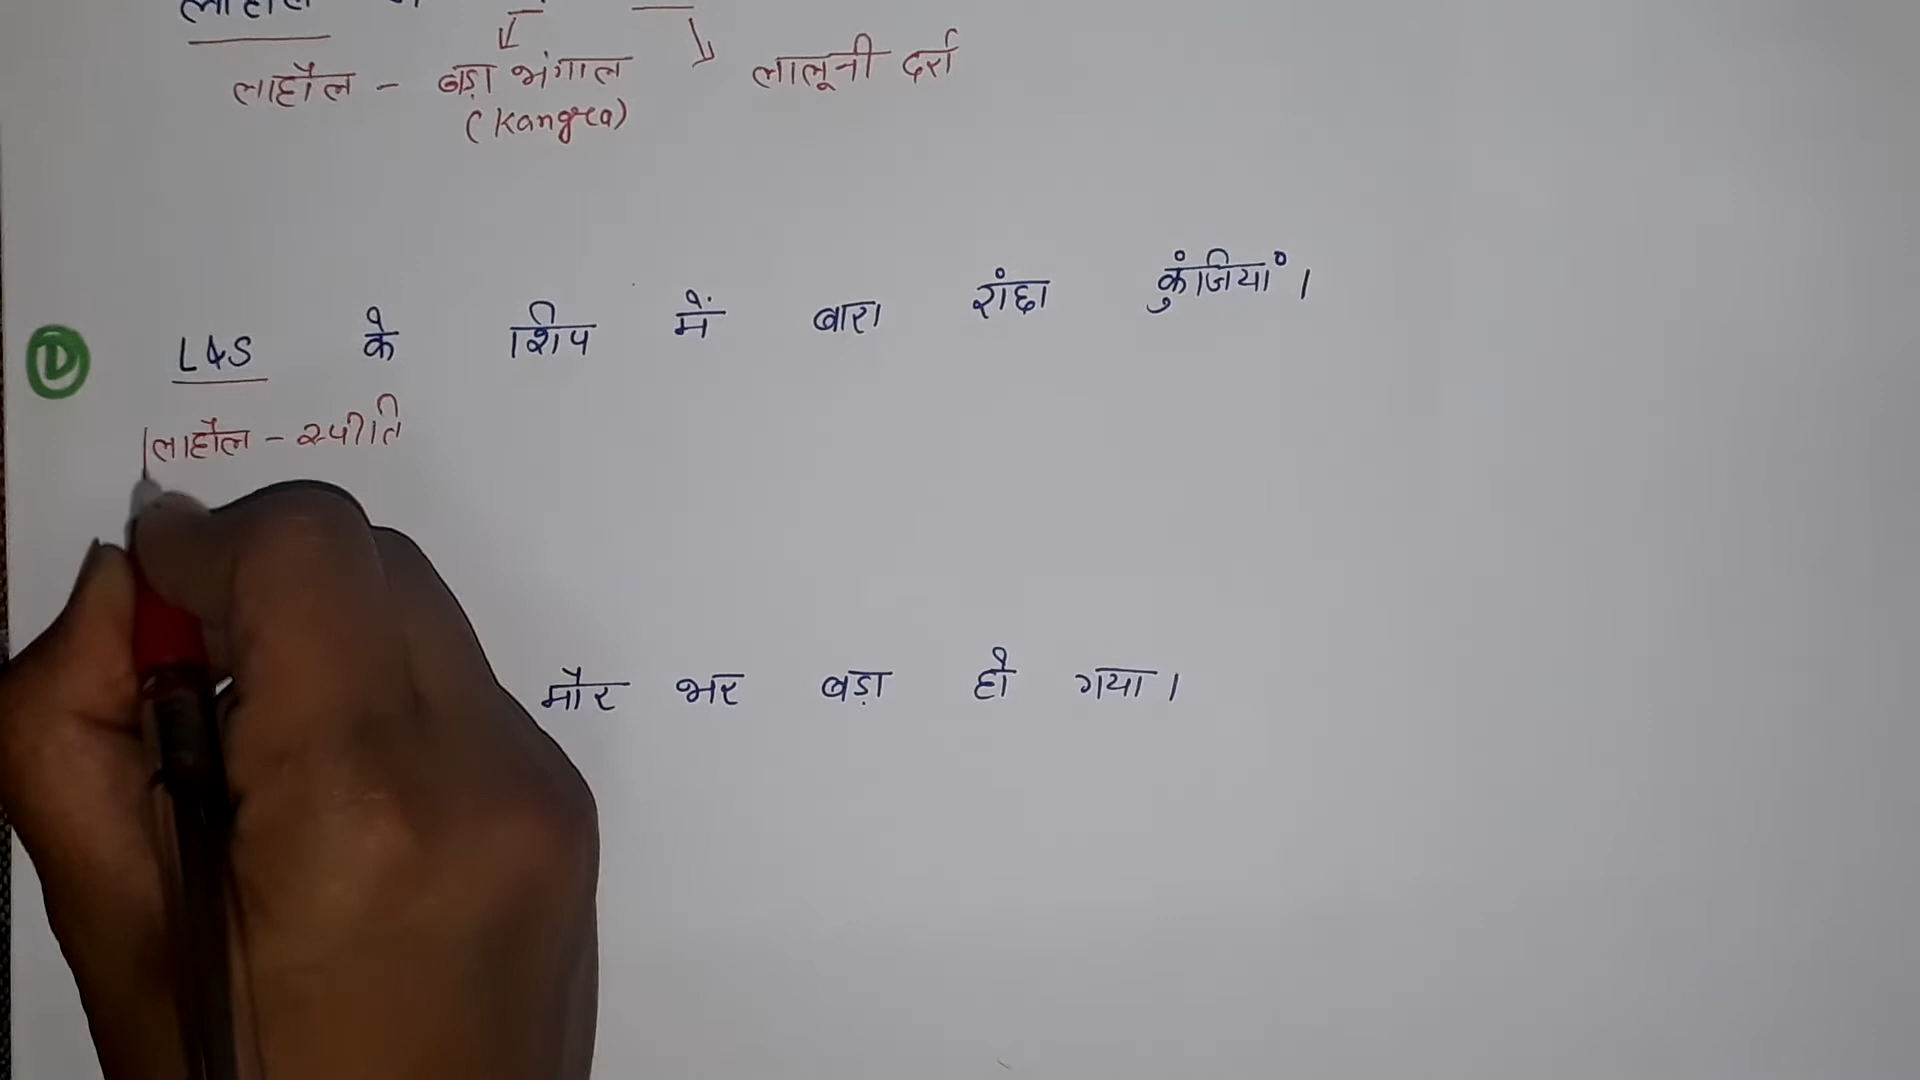 लाहौल
लाहौल - बड़ा भंगाल लालूनी दर्रा
(Kangra)
D L&S के शिप में बारा रांछा कुंजियां।
लाहौल - स्पीति
मौर भर बड़ा हो गया।